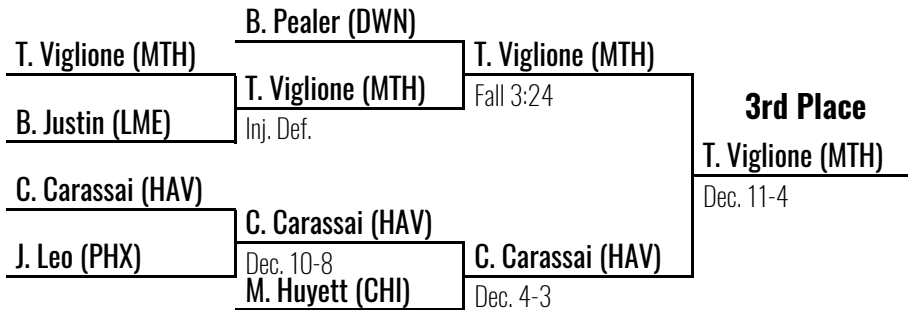 B. Pealer (DWN)
T. Viglione (MTH)
T. Viglione (MTH)
T. Viglione (MTH)
Fall 3:24
3rd Place
B. Justin (LME)
Inj. Def.
T. Viglione (MTH)
C. Carassai (HAV)
Dec. 11-4
C. Carassai (HAV)
J. Leo (PHX)
Dec. 10-8
C. Carassai (HAV)
M. Huyett (CHI)
Dec. 4-3